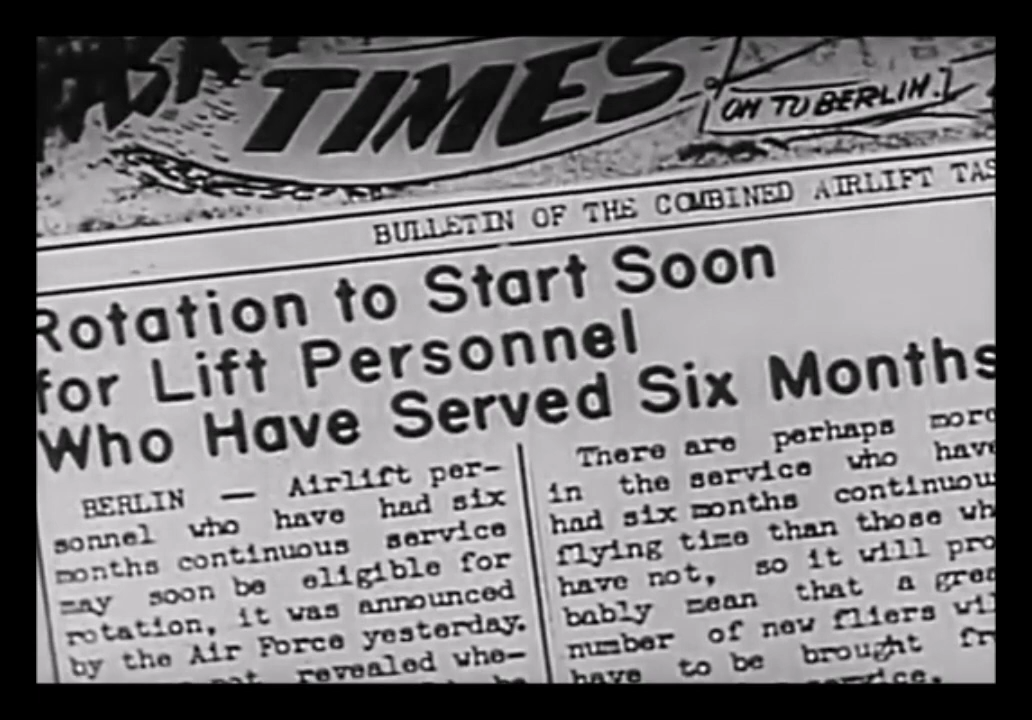 TIMES
ON TO BERLIN.
BULLETIN OF THE COMBINED AIRLIFT TAS
Rotation to Start Soon
for Lift Personnel
Who Have Served Six Months
BERLIN — Airlift per-
sonnel who have had six
months continuous service
may soon be eligible for
rotation, it was announced
by the Air Force yesterday.
revealed whe-
There are perhaps more
in the service who have
had six months continuou
flying time than those wh
have not, so it will pro
bably mean that a grea
number of new fliers wil
have to be brought fr